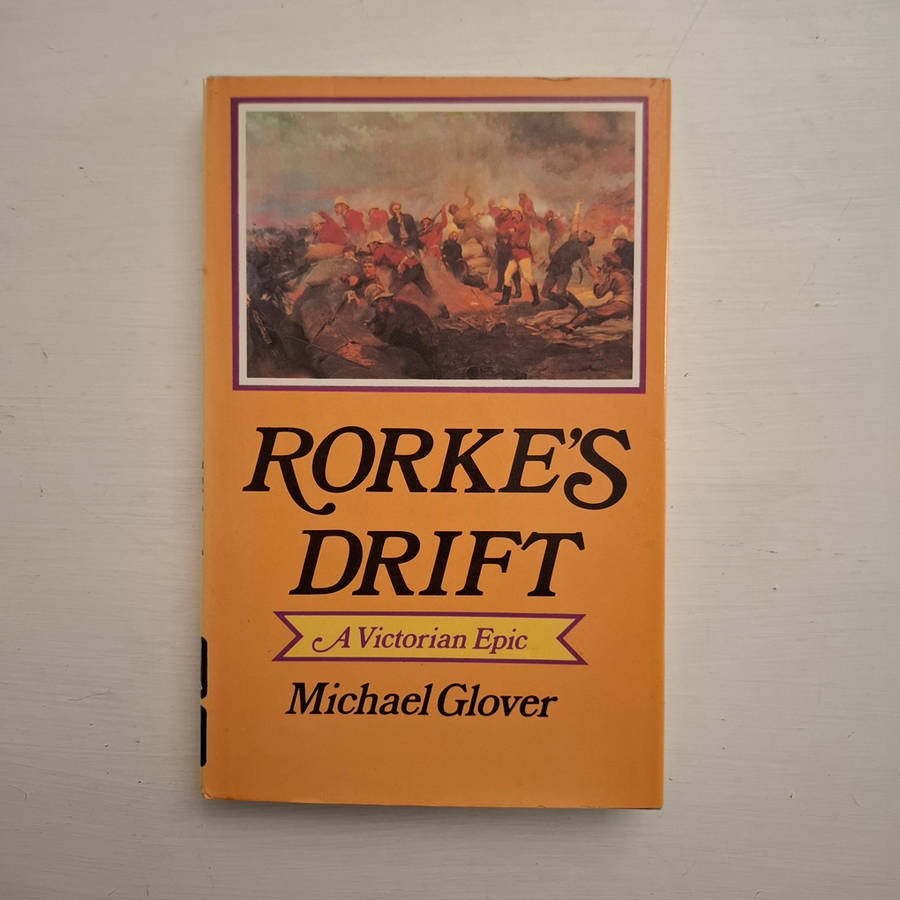 RORKE'S
DRIFT
A Victorian Epic
Michael Glover